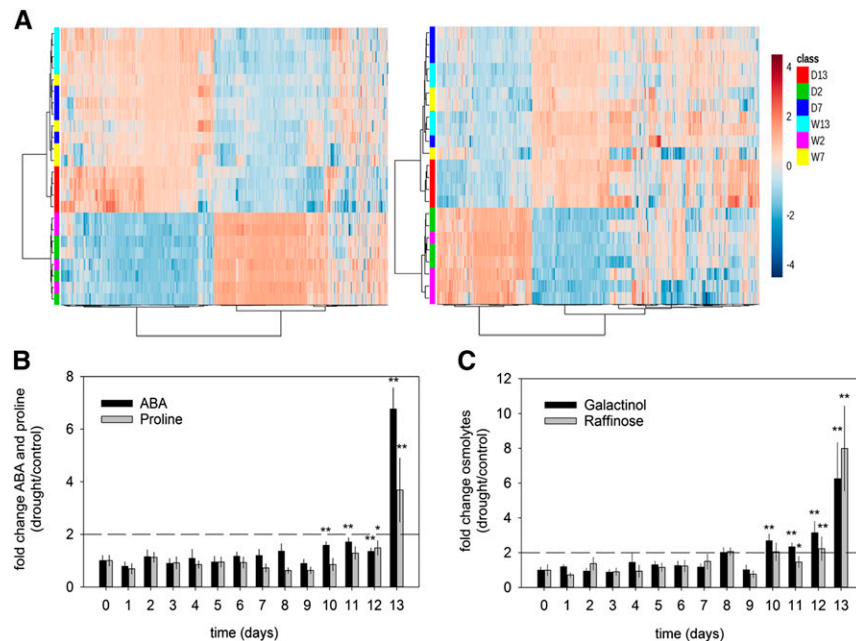 A
class
4
2
0
-2
-4
D13
D2
D7
W13
W2
W7
B
fold change ABA and proline
(drought/control)
8
6
4
2
0
ABA
Proline
**
**
**
**
**
*
0 1 2 3 4 5 6 7 8 9 10 11 12 13
time (days)
C
fold change osmolytes
(drought/control)
12
10
8
6
4
2
0
Galactinol
Raffinose
**
**
**
*
**
**
**
0 1 2 3 4 5 6 7 8 9 10 11 12 13
time (days)